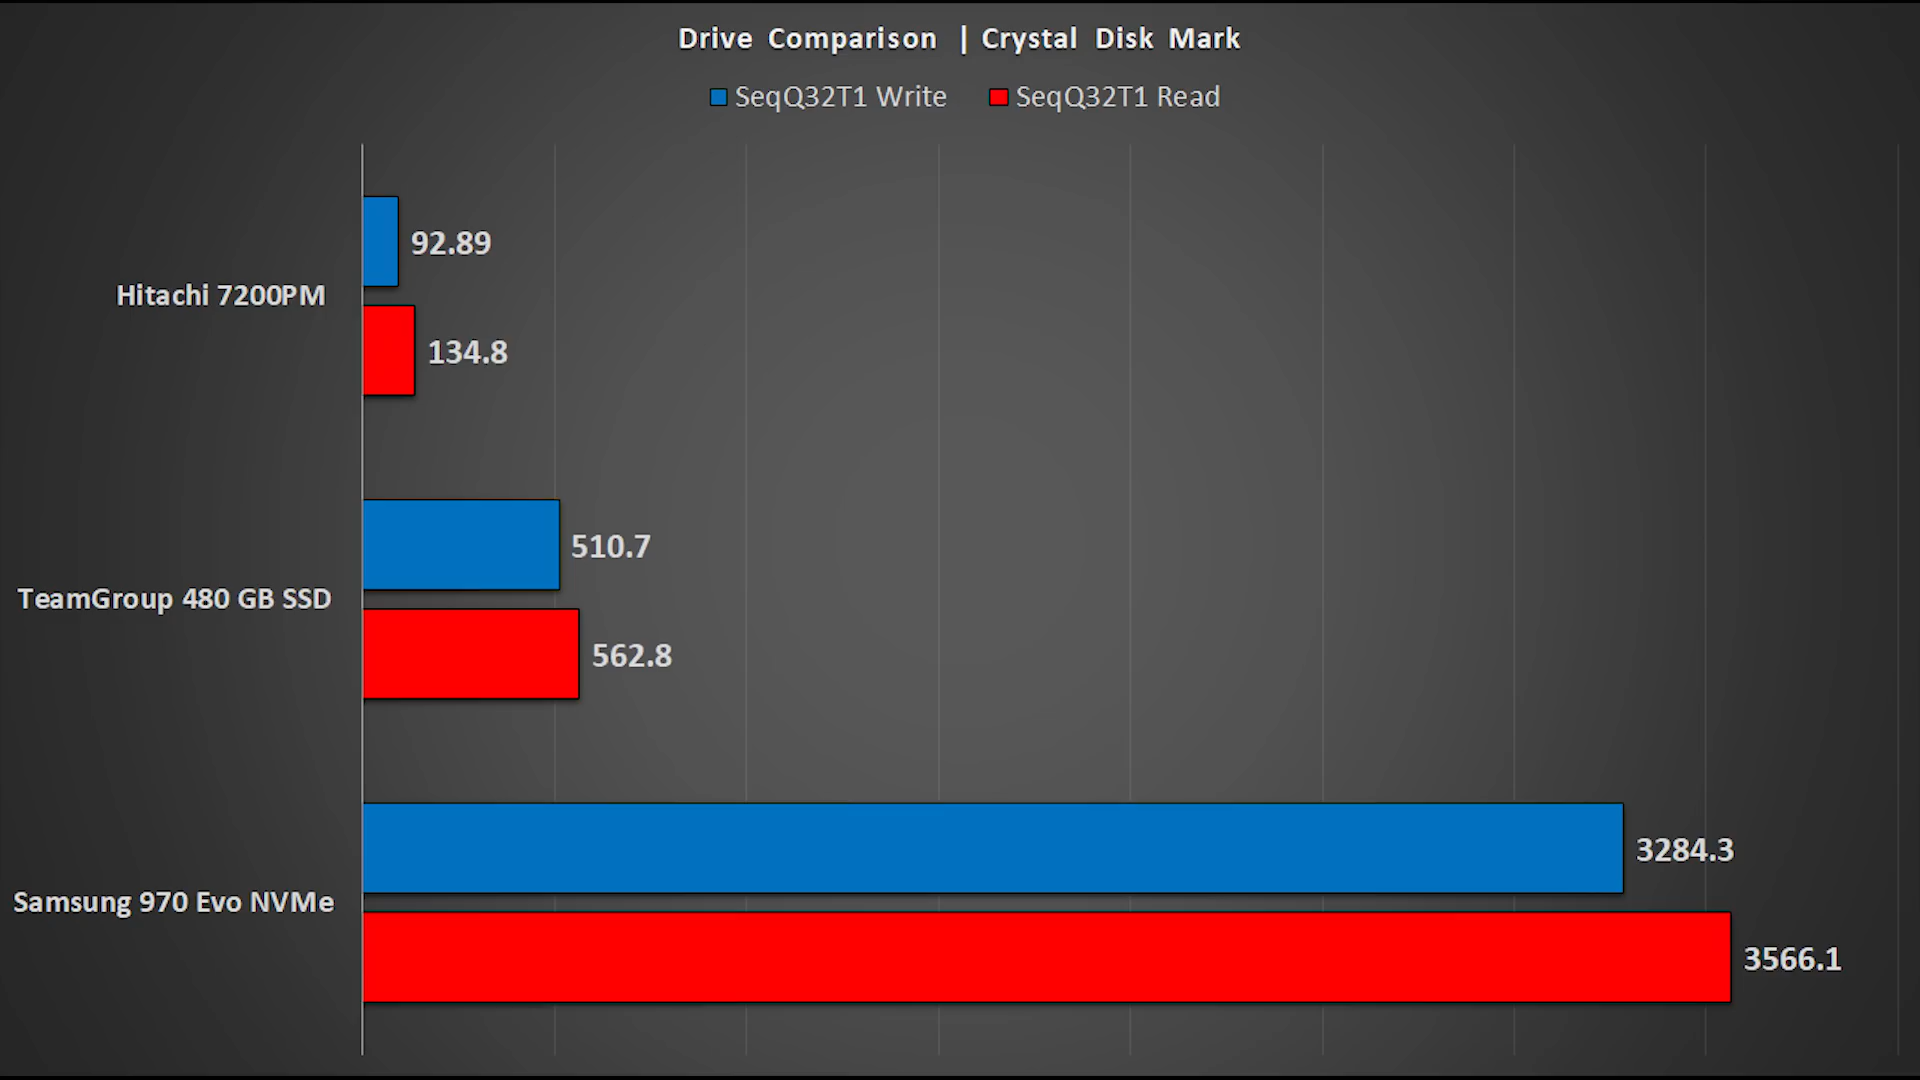 Drive Comparison | Crystal Disk Mark
SeqQ32T1 Write SeqQ32T1 Read
Hitachi 7200PM
92.89
134.8
TeamGroup 480 GB SSD
510.7
562.8
Samsung 970 Evo NVMe
3284.3
3566.1